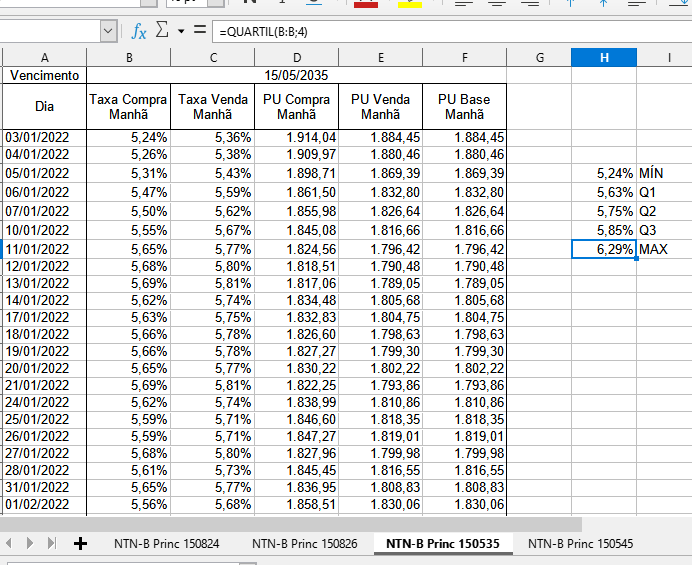 fx Σ = =QUARTIL(B:B;4)
A B C D E F G H I
Vencimento 15/05/2035
Dia Taxa Compra Manhã Taxa Venda Manhã PU Compra Manhã PU Venda Manhã PU Base Manhã
03/01/2022 5,24% 5,36% 1.914,04 1.884,45 1.884,45
04/01/2022 5,26% 5,38% 1.909,97 1.880,46 1.880,46
05/01/2022 5,31% 5,43% 1.898,71 1.869,39 1.869,39 5,24% MÍN
06/01/2022 5,47% 5,59% 1.861,50 1.832,80 1.832,80 5,63% Q1
07/01/2022 5,50% 5,62% 1.855,98 1.826,64 1.826,64 5,75% Q2
10/01/2022 5,55% 5,67% 1.845,08 1.816,66 1.816,66 5,85% Q3
11/01/2022 5,65% 5,77% 1.824,56 1.796,42 1.796,42 6,29% MAX
12/01/2022 5,68% 5,80% 1.818,51 1.790,48 1.790,48
13/01/2022 5,69% 5,81% 1.817,06 1.789,05 1.789,05
14/01/2022 5,62% 5,74% 1.834,48 1.805,68 1.805,68
17/01/2022 5,63% 5,75% 1.832,83 1.804,75 1.804,75
18/01/2022 5,66% 5,78% 1.826,60 1.798,63 1.798,63
19/01/2022 5,66% 5,78% 1.827,27 1.799,30 1.799,30
20/01/2022 5,65% 5,77% 1.830,22 1.802,22 1.802,22
21/01/2022 5,69% 5,81% 1.822,25 1.793,86 1.793,86
24/01/2022 5,62% 5,74% 1.838,99 1.810,86 1.810,86
25/01/2022 5,59% 5,71% 1.846,60 1.818,35 1.818,35
26/01/2022 5,59% 5,71% 1.847,27 1.819,01 1.819,01
27/01/2022 5,68% 5,80% 1.827,96 1.799,98 1.799,98
28/01/2022 5,61% 5,73% 1.845,45 1.816,55 1.816,55
31/01/2022 5,65% 5,77% 1.836,95 1.808,83 1.808,83
01/02/2022 5,56% 5,68% 1.858,51 1.830,06 1.830,06
NTN-B Princ 150824 NTN-B Princ 150826 NTN-B Princ 150535 NTN-B Princ 150545